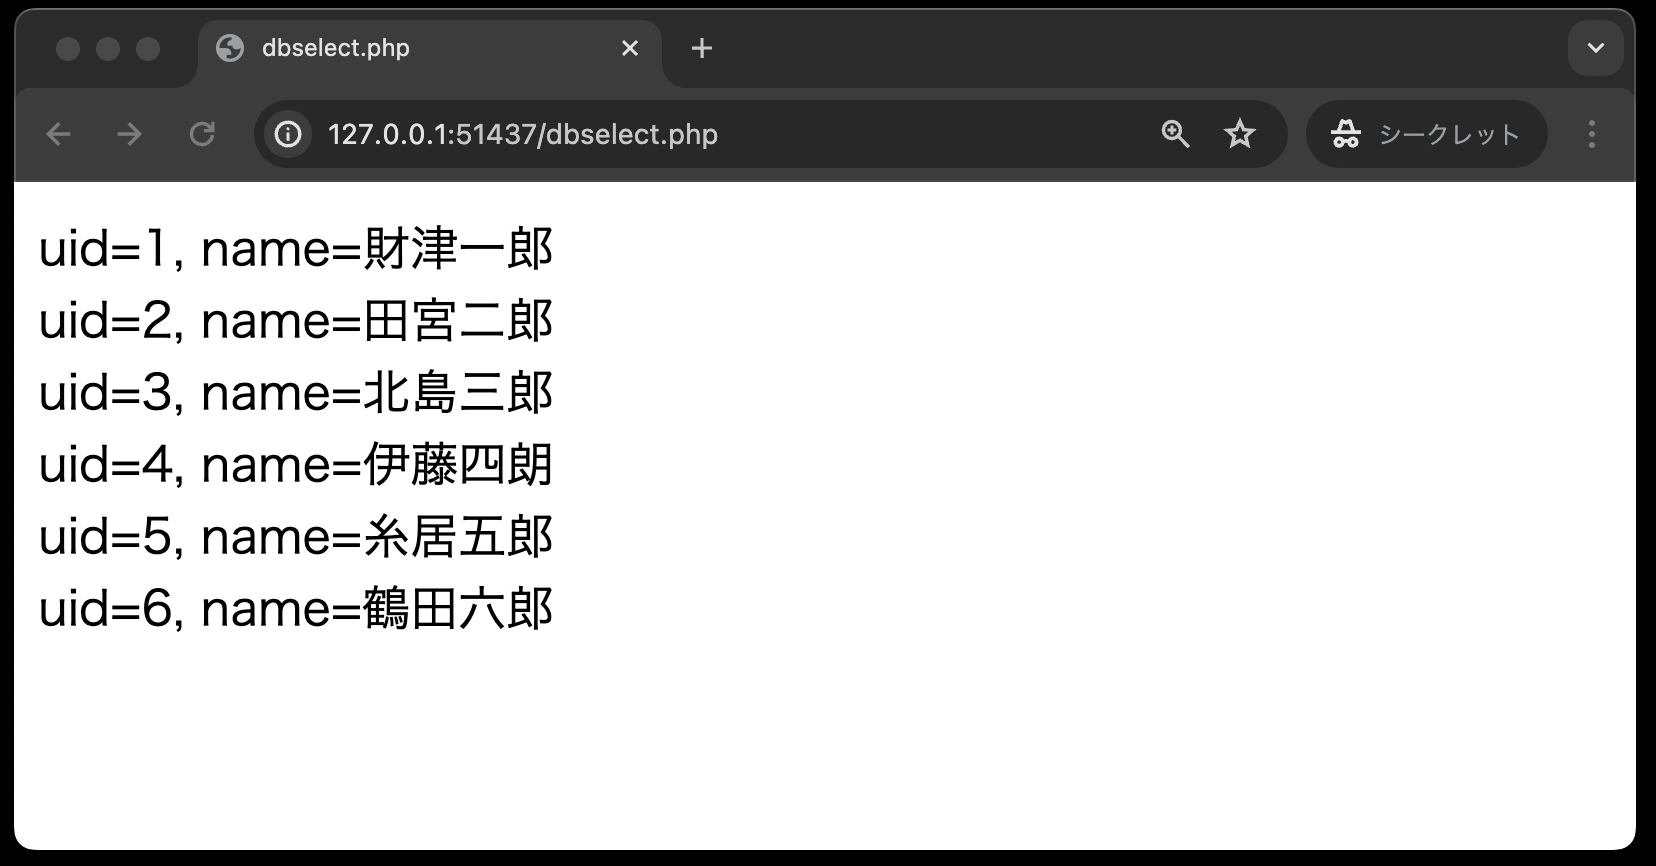 dbselect.php
127.0.0.1:51437/dbselect.php
シークレット
uid=1, name=財津一郎
uid=2, name=田宮二郎
uid=3, name=北島三郎
uid=4, name=伊藤四朗
uid=5, name=糸居五郎
uid=6, name=鶴田六郎